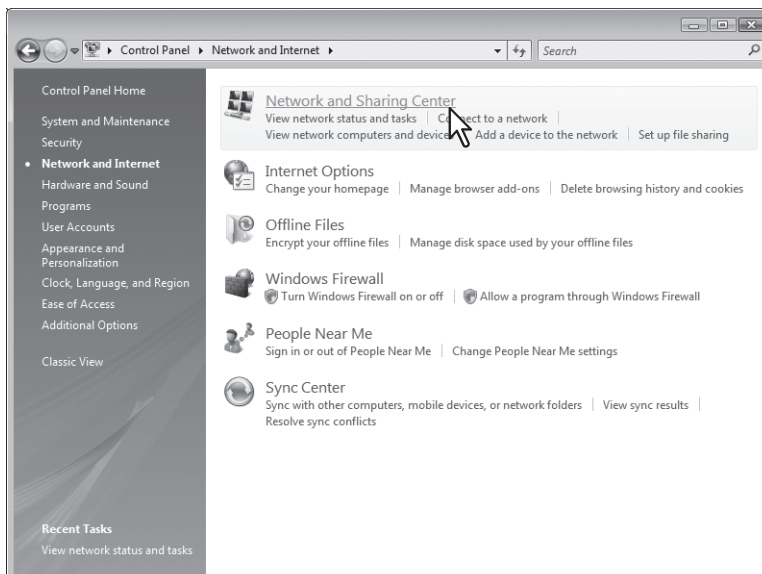 Control Panel Network and Internet Search
Control Panel Home
System and Maintenance
Security
Network and Internet
Hardware and Sound
Programs
User Accounts
Appearance and
Personalization
Clock, Language, and Region
Ease of Access
Additional Options
Classic View
Recent Tasks
View network status and tasks
Network and Sharing Center
View network status and tasks to a network
View network computers and Add a device to the network Set up file sharing
Internet Options
Change your homepage Manage browser add-ons Delete browsing history and cookies
Offline Files
Encrypt your offline files Manage disk space used by your offline files
Windows Firewall
Turn Windows Firewall on or off Allow a program through Windows Firewall
People Near Me
Sign in or out of People Near Me Change People Near Me settings
Sync Center
Sync with other computers, mobile devices, or network folders View sync results
Resolve sync conflicts